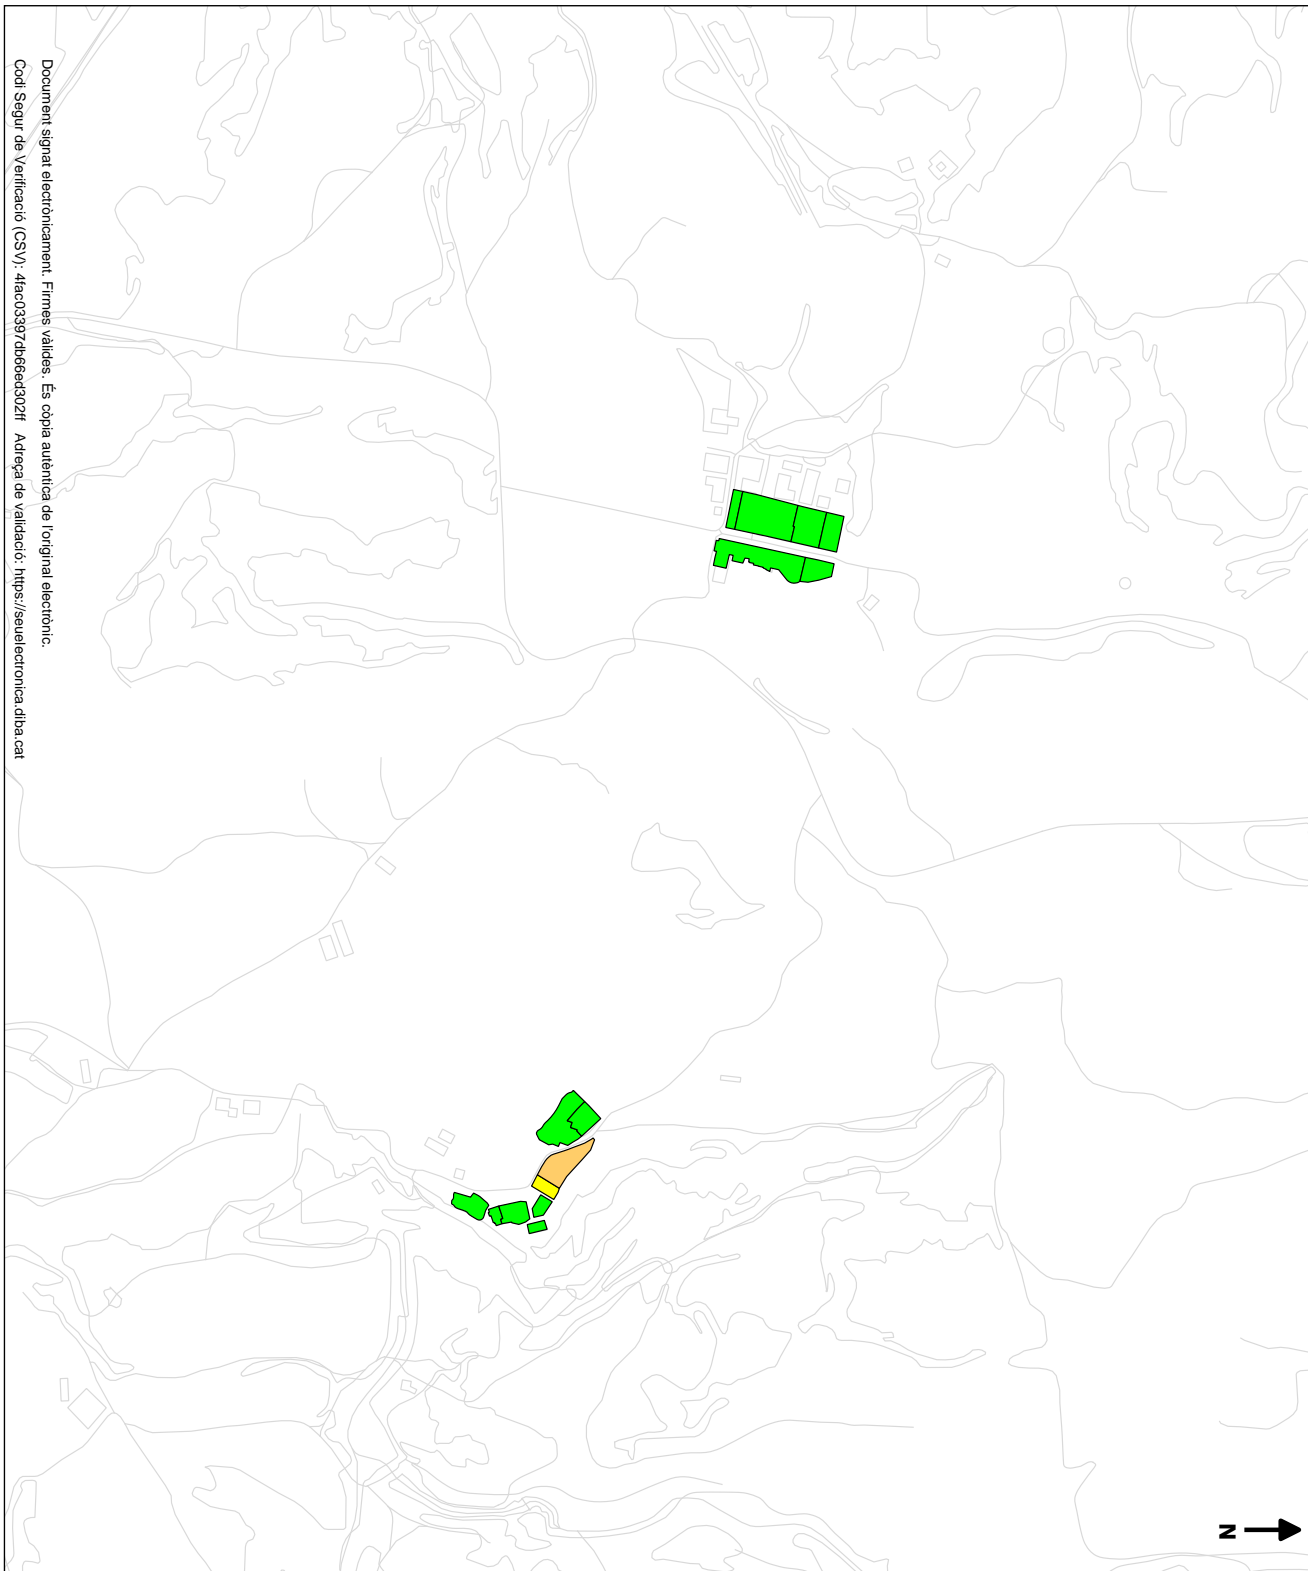 Document signat electrònicament. Firmes vàlides. És còpia autèntica de l'original electrònic.
Codi Segur de Verificació (CSV): 4fac03397db66ed302ff Adreça de validació: https://seuelectronica.diba.cat
N